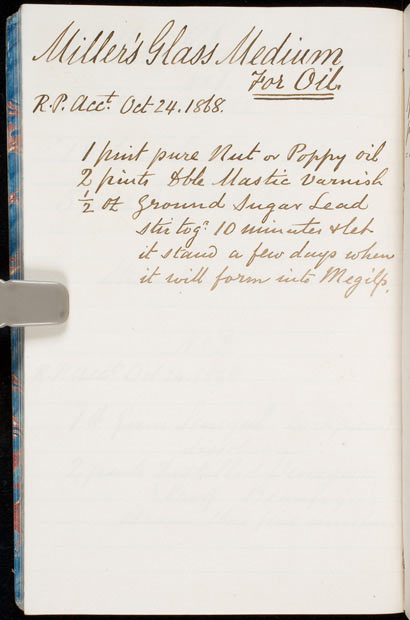 Miller's Glass Medium
For Oil.
R.P. Acct. Oct 24. 1868.
1 pint pure Nut or Poppy oil
2 pints dble Mastic Varnish
½ oz Ground Sugar Lead
stir togr. 10 minutes & let
it stand a few days when
it will form into Megilp.